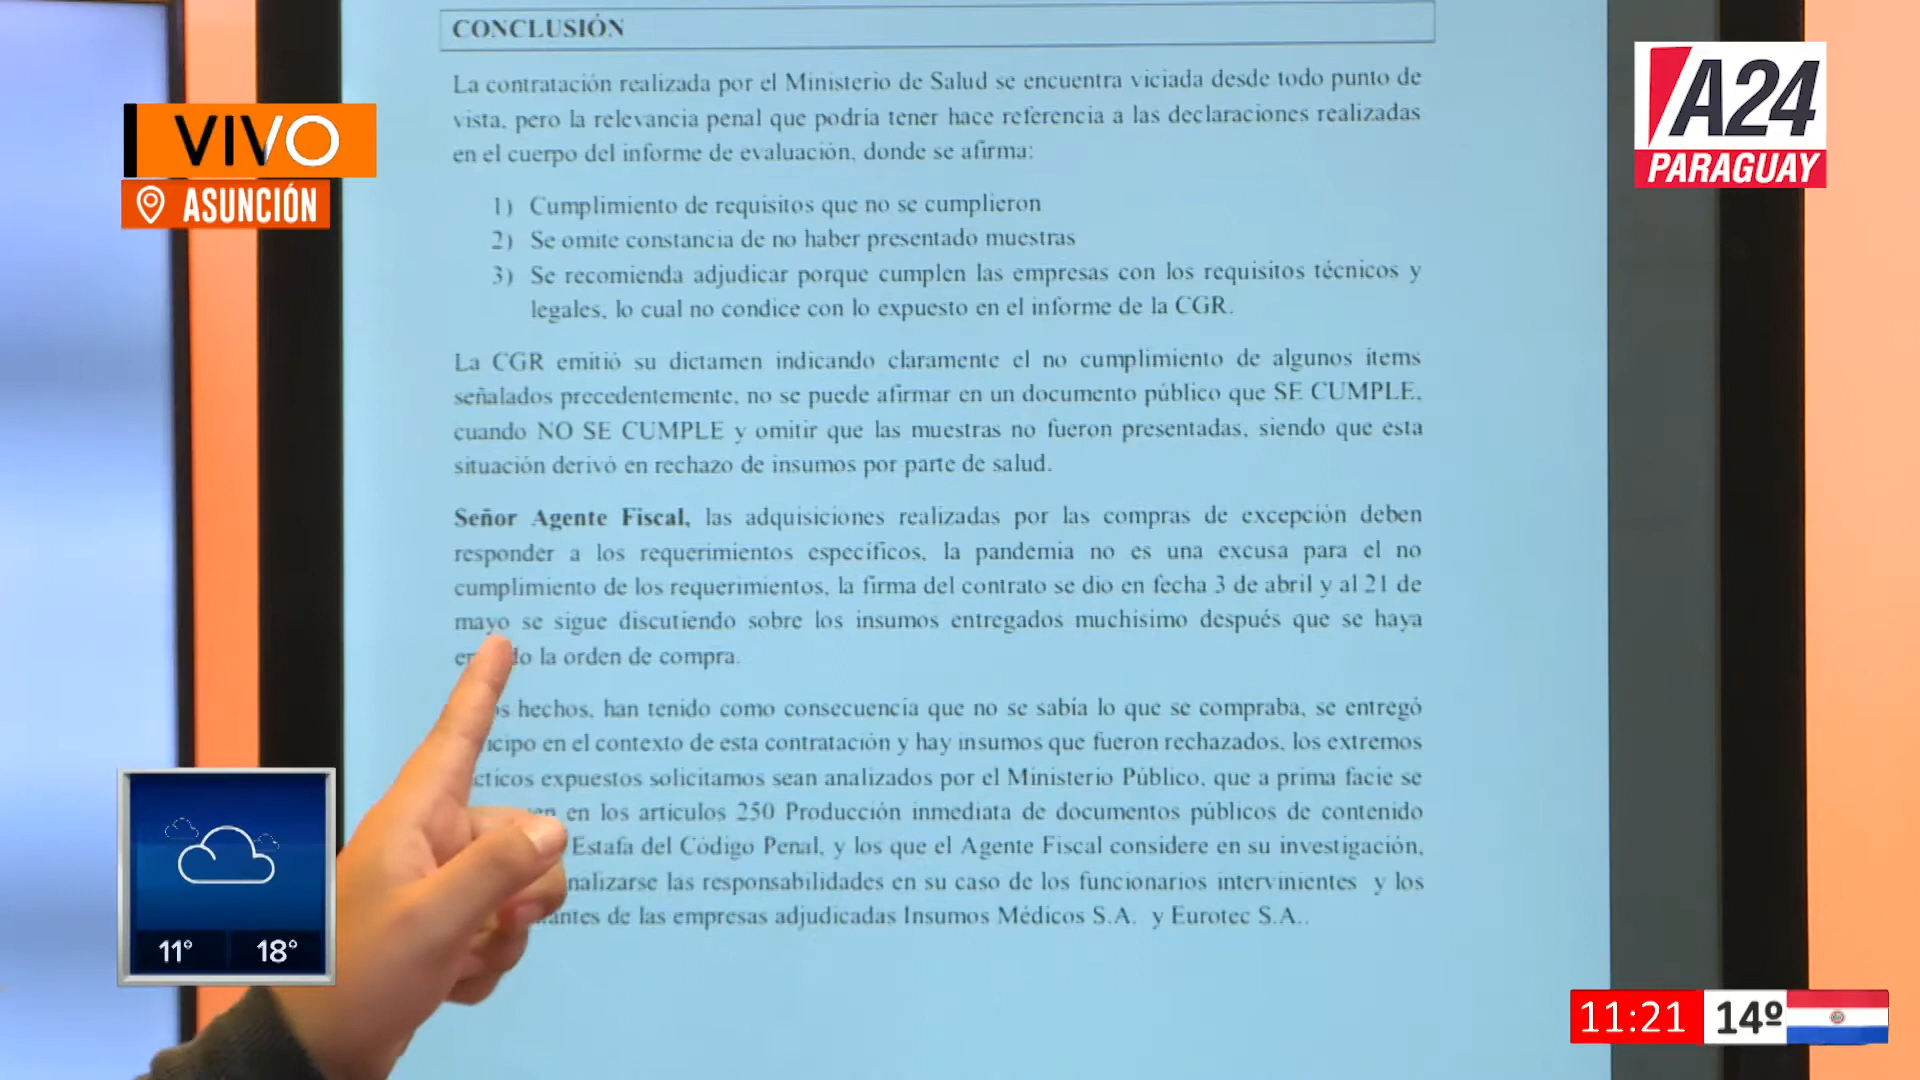 CONCLUSIÓN
La contratación realizada por el Ministerio de Salud se encuentra viciada desde todo punto de
vista, pero la relevancia penal que podría tener hace referencia a las declaraciones realizadas
en el cuerpo del informe de evaluación, donde se afirma:
1) Cumplimiento de requisitos que no se cumplieron
2) Se omite constancia de no haber presentado muestras
3) Se recomienda adjudicar porque cumplen las empresas con los requisitos técnicos y
legales, lo cual no condice con lo expuesto en el informe de la CGR.
La CGR emitió su dictamen indicando claramente el no cumplimiento de algunos ítems
señalados precedentemente, no se puede afirmar en un documento público que SE CUMPLE,
cuando NO SE CUMPLE y omitir que las muestras no fueron presentadas, siendo que esta
situación derivó en rechazo de insumos por parte de salud.
Señor Agente Fiscal, las adquisiciones realizadas por las compras de excepción deben
responder a los requerimientos específicos, la pandemia no es una excusa para el no
cumplimiento de los requerimientos, la firma del contrato se dio en fecha 3 de abril y al 21 de
mayo se sigue discutiendo sobre los insumos entregados muchísimo después que se haya
la orden de compra.
hechos, han tenido como consecuencia que no se sabía lo que se compraba, se entregó
en el contexto de esta contratación y hay insumos que fueron rechazados, los extremos
expuestos solicitamos sean analizados por el Ministerio Público, que a prima facie se
en los artículos 250 Producción inmediata de documentos públicos de contenido
Estafa del Código Penal, y los que el Agente Fiscal considere en su investigación,
las responsabilidades en su caso de los funcionarios intervinientes y los
de las empresas adjudicadas Insumos Médicos S.A. y Eurotec S.A..
VIVO
ASUNCIÓN
A24
PARAGUAY
11° 18°
11:21 14º